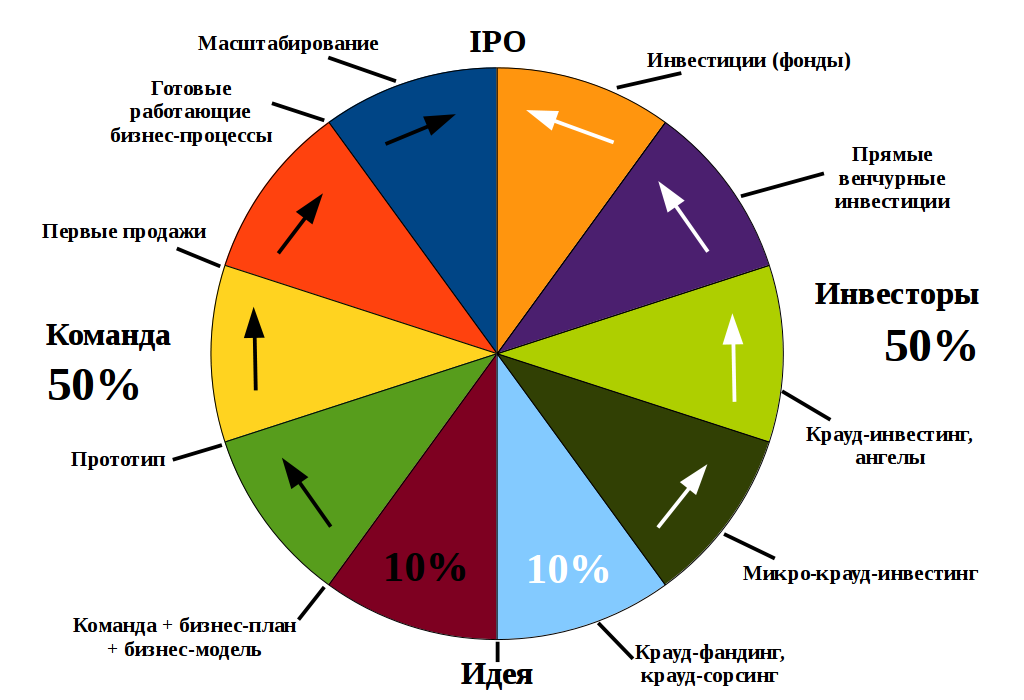 IPO
Масштабирование
Инвестиции (фонды)
Готовые
работающие
бизнес-процессы
Прямые
венчурные
инвестиции
Первые продажи
Инвесторы
50%
Команда
50%
Крауд-инвестинг,
ангелы
Прототип
10%
10%
Микро-крауд-инвестинг
Команда + бизнес-план
+ бизнес-модель
Крауд-фандинг,
крауд-сорсинг
Идея